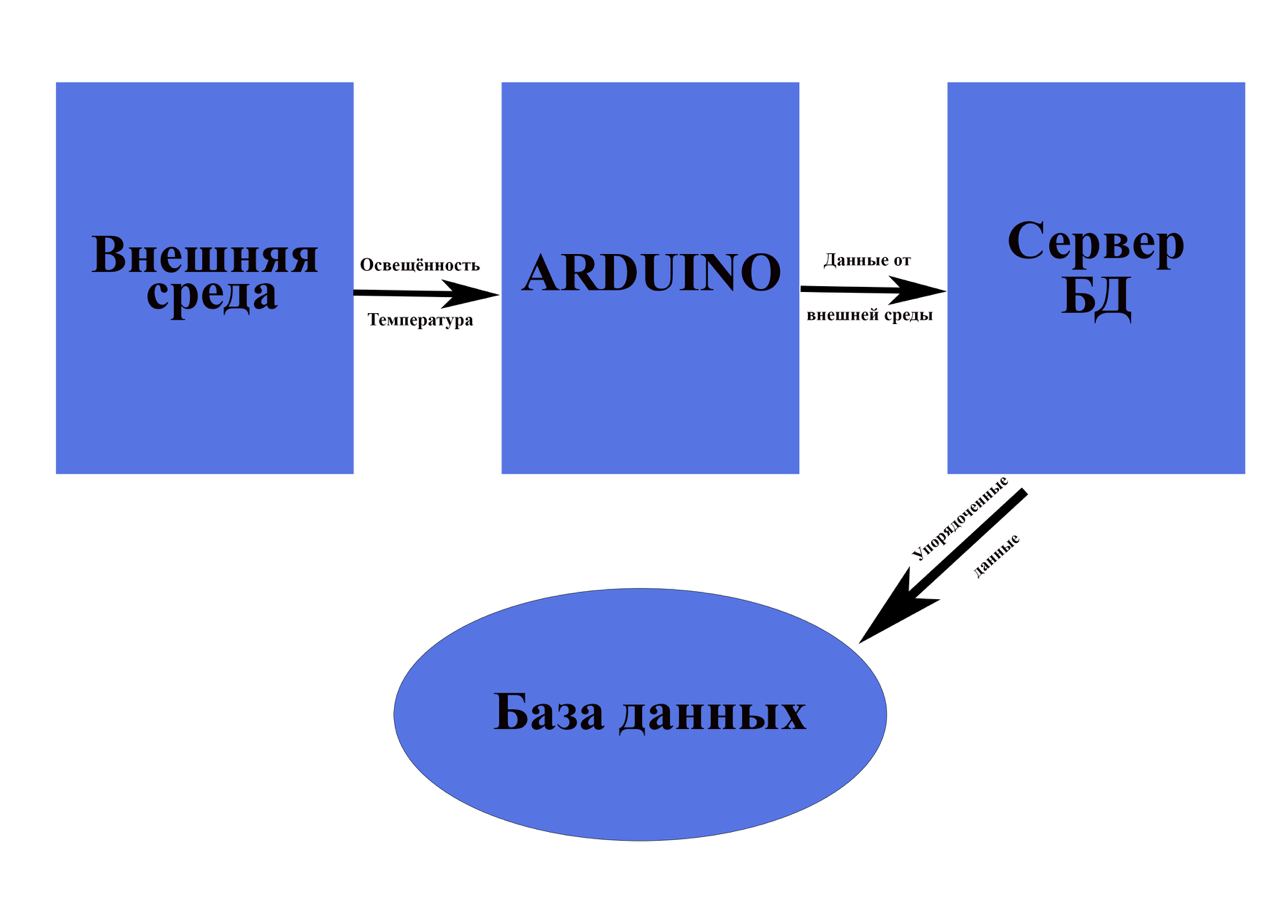 Внешняя
среда
Освещённость
Температура
ARDUINO
Данные от
внешней среды
Сервер
БД
Упорядоченные
данные
База данных